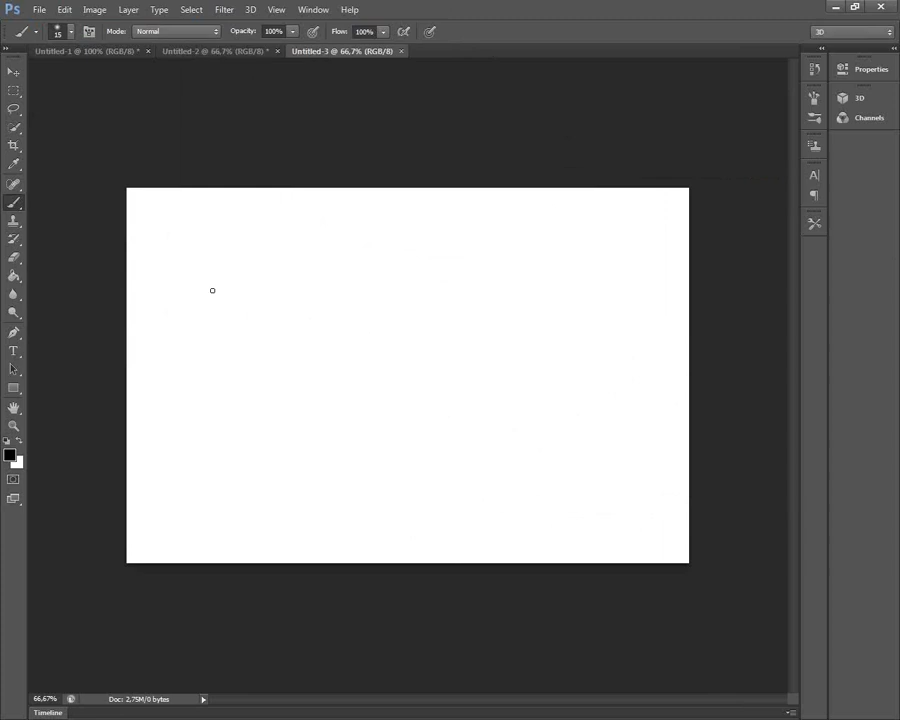 Ps File Edit Image Layer Type Select Filter 3D View Window Help
15 Mode: Normal Opacity: 100% Flow: 100% 3D
Untitled-1 @ 100% (RGB/8) * × Untitled-2 @ 66,7% (RGB/8) * × Untitled-3 @ 66,7% (RGB/8) ×
Properties
3D
Channels
A
T
66,67% Doc: 2,75M/0 bytes
Timeline